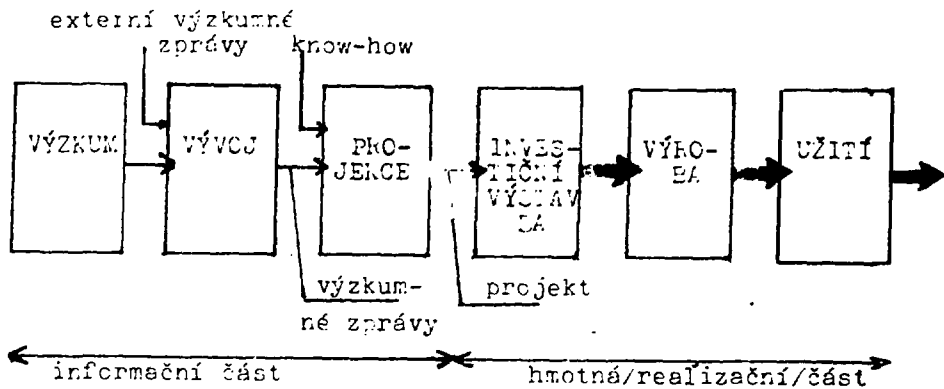 externí výzkumné
zprávy
know-how
VÝZKUM
VÝVOJ
PRO-
JEKCE
INVES-
TIČNÍ
VÝSTAV
BA
VÝRO-
BA
UŽITÍ
výzkum-
né zprávy
projekt
informační část
hmotná/realizační/část